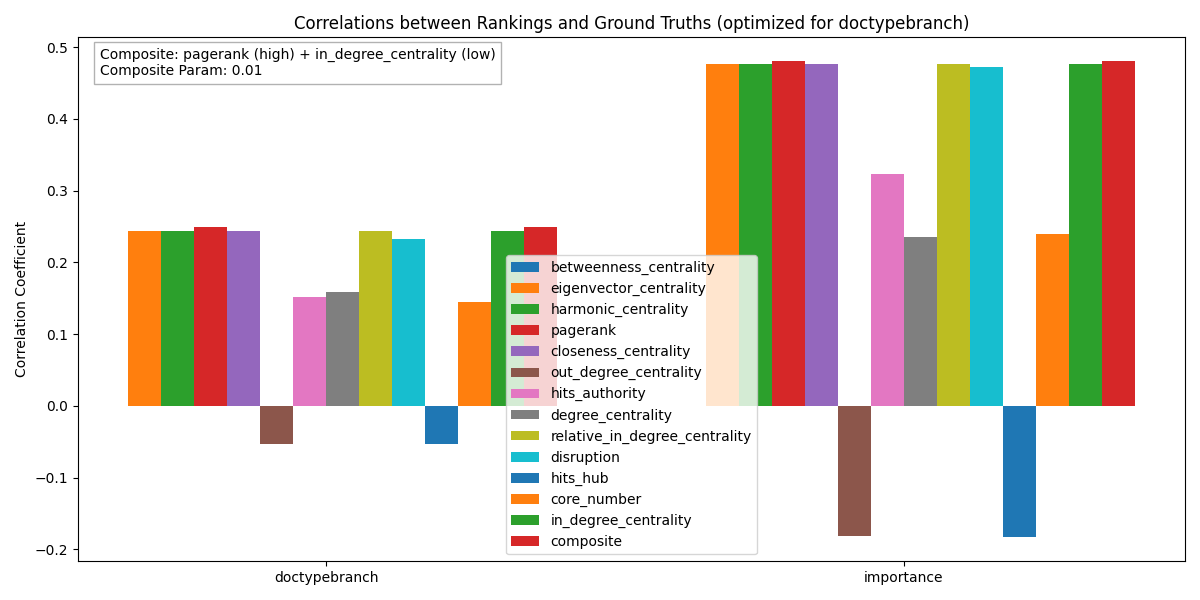 Correlations between Rankings and Ground Truths (optimized for doctypebranch)
Composite: pagerank (high) + in_degree_centrality (low)
Composite Param: 0.01
Correlation Coefficient
0.5
0.4
0.3
0.2
0.1
0.0
−0.1
−0.2
betweenness_centrality
eigenvector_centrality
harmonic_centrality
pagerank
closeness_centrality
out_degree_centrality
hits_authority
degree_centrality
relative_in_degree_centrality
disruption
hits_hub
core_number
in_degree_centrality
composite
doctypebranch
importance